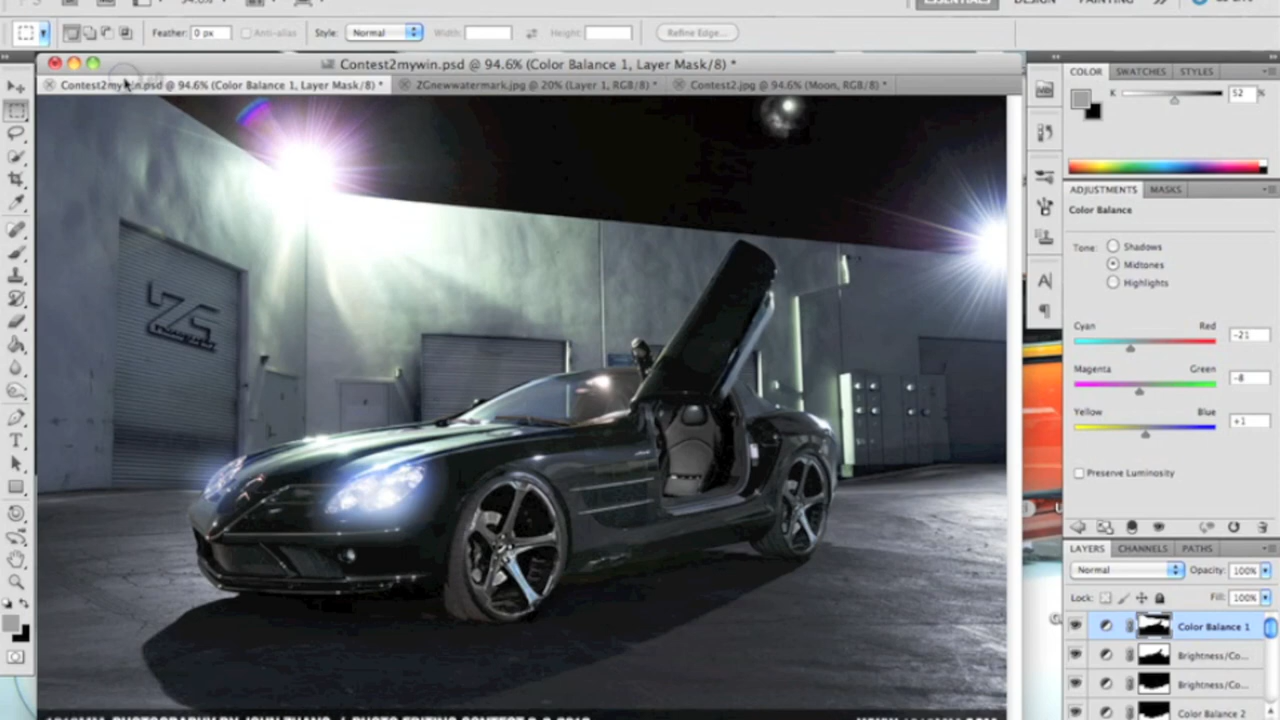 ESSENTIALS DESIGN PAINTING
Feather: 0 px Anti-alias Style: Normal Width: Height: Refine Edge...
Contest2mywin.psd @ 94.6% (Color Balance 1, Layer Mask/8) *
Contest2mywin.psd @ 94.6% (Color Balance 1, Layer Mask/8) * ZGnewwatermark.jpg @ 20% (Layer 1, RGB/8) * Contest2.jpg @ 94.6% (Moon, RGB/8) *
COLOR SWATCHES STYLES
K 52 %
ADJUSTMENTS MASKS
Color Balance
Tone: Shadows
Midtones
Highlights
Cyan Red -21
Magenta Green -8
Yellow Blue +1
Preserve Luminosity
LAYERS CHANNELS PATHS
Normal Opacity: 100%
Lock: Fill: 100%
Color Balance 1
Brightness/Co...
Brightness/Co...
Color Balance 2
ZG
Photography